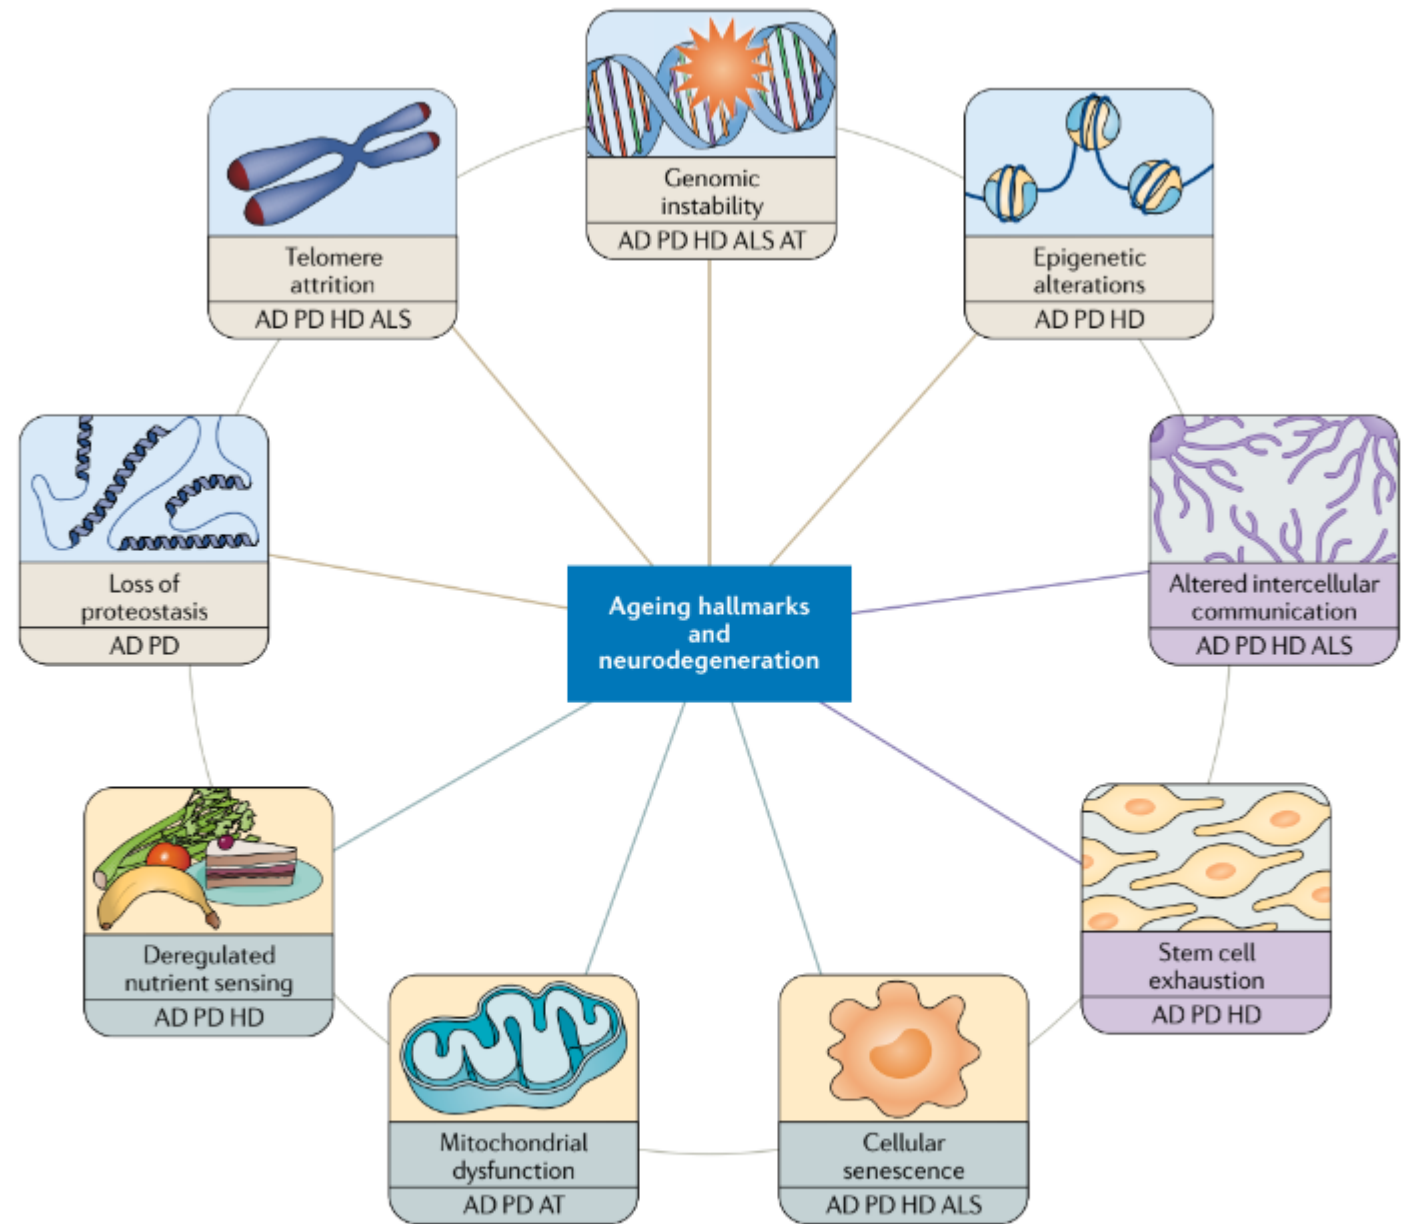 Genomic
instability
AD PD HD ALS AT
Telomere
attrition
AD PD HD ALS
Epigenetic
alterations
AD PD HD
Loss of
proteostasis
AD PD
Ageing hallmarks
and
neurodegeneration
Altered intercellular
communication
AD PD HD ALS
Deregulated
nutrient sensing
AD PD HD
Stem cell
exhaustion
AD PD HD
Mitochondrial
dysfunction
AD PD AT
Cellular
senescence
AD PD HD ALS